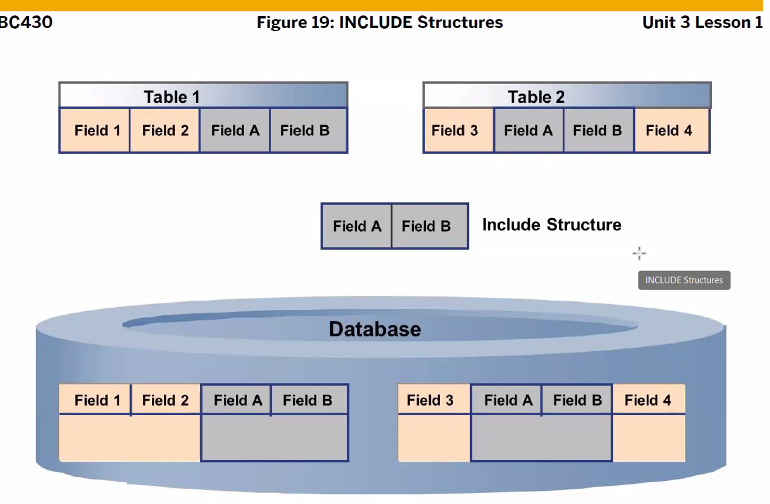 BC430 Figure 19: INCLUDE Structures Unit 3 Lesson 1
Table 1 Table 2
Field 1 Field 2 Field A Field B Field 3 Field A Field B Field 4
Field A Field B Include Structure
INCLUDE Structures
Database
Field 1 Field 2 Field A Field B Field 3 Field A Field B Field 4